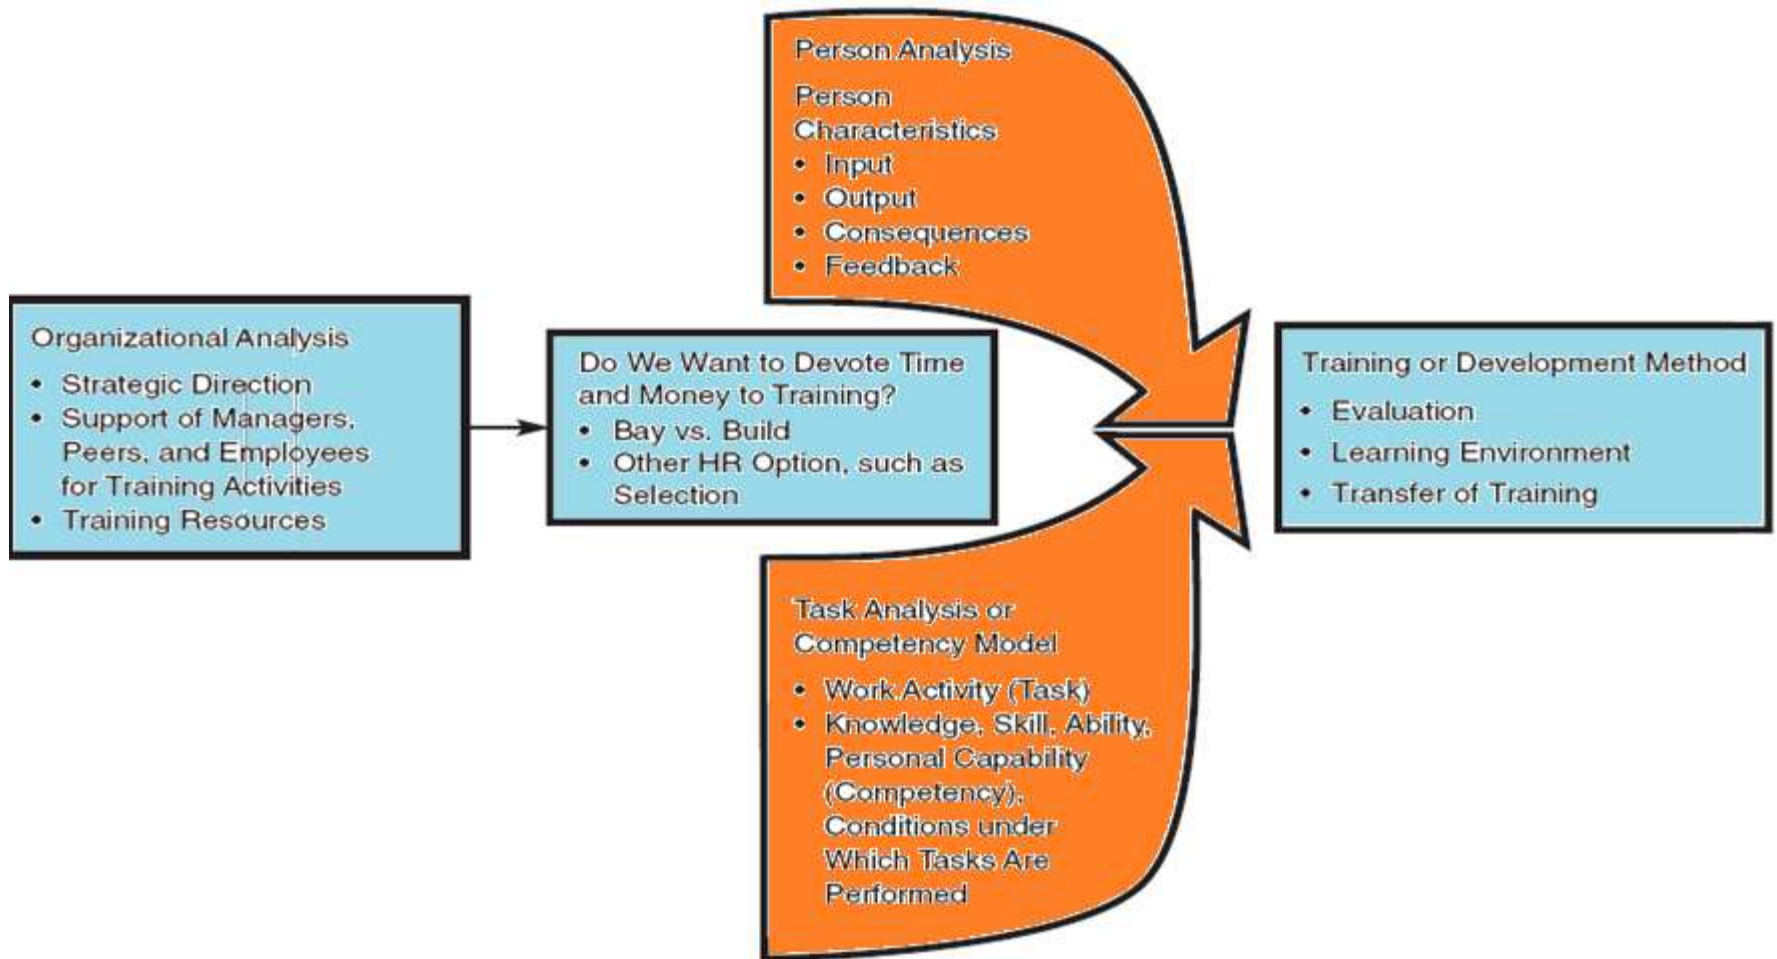 Organizational Analysis
• Strategic Direction
• Support of Managers,
Peers, and Employees
for Training Activities
• Training Resources
Do We Want to Devote Time
and Money to Training?
• Bay vs. Build
• Other HR Option, such as
Selection
Person Analysis
Person
Characteristics
• Input
• Output
• Consequences
• Feedback
Task Analysis or
Competency Model
• Work Activity (Task)
• Knowledge, Skill, Ability,
Personal Capability
(Competency),
Conditions under
Which Tasks Are
Performed
Training or Development Method
• Evaluation
• Learning Environment
• Transfer of Training